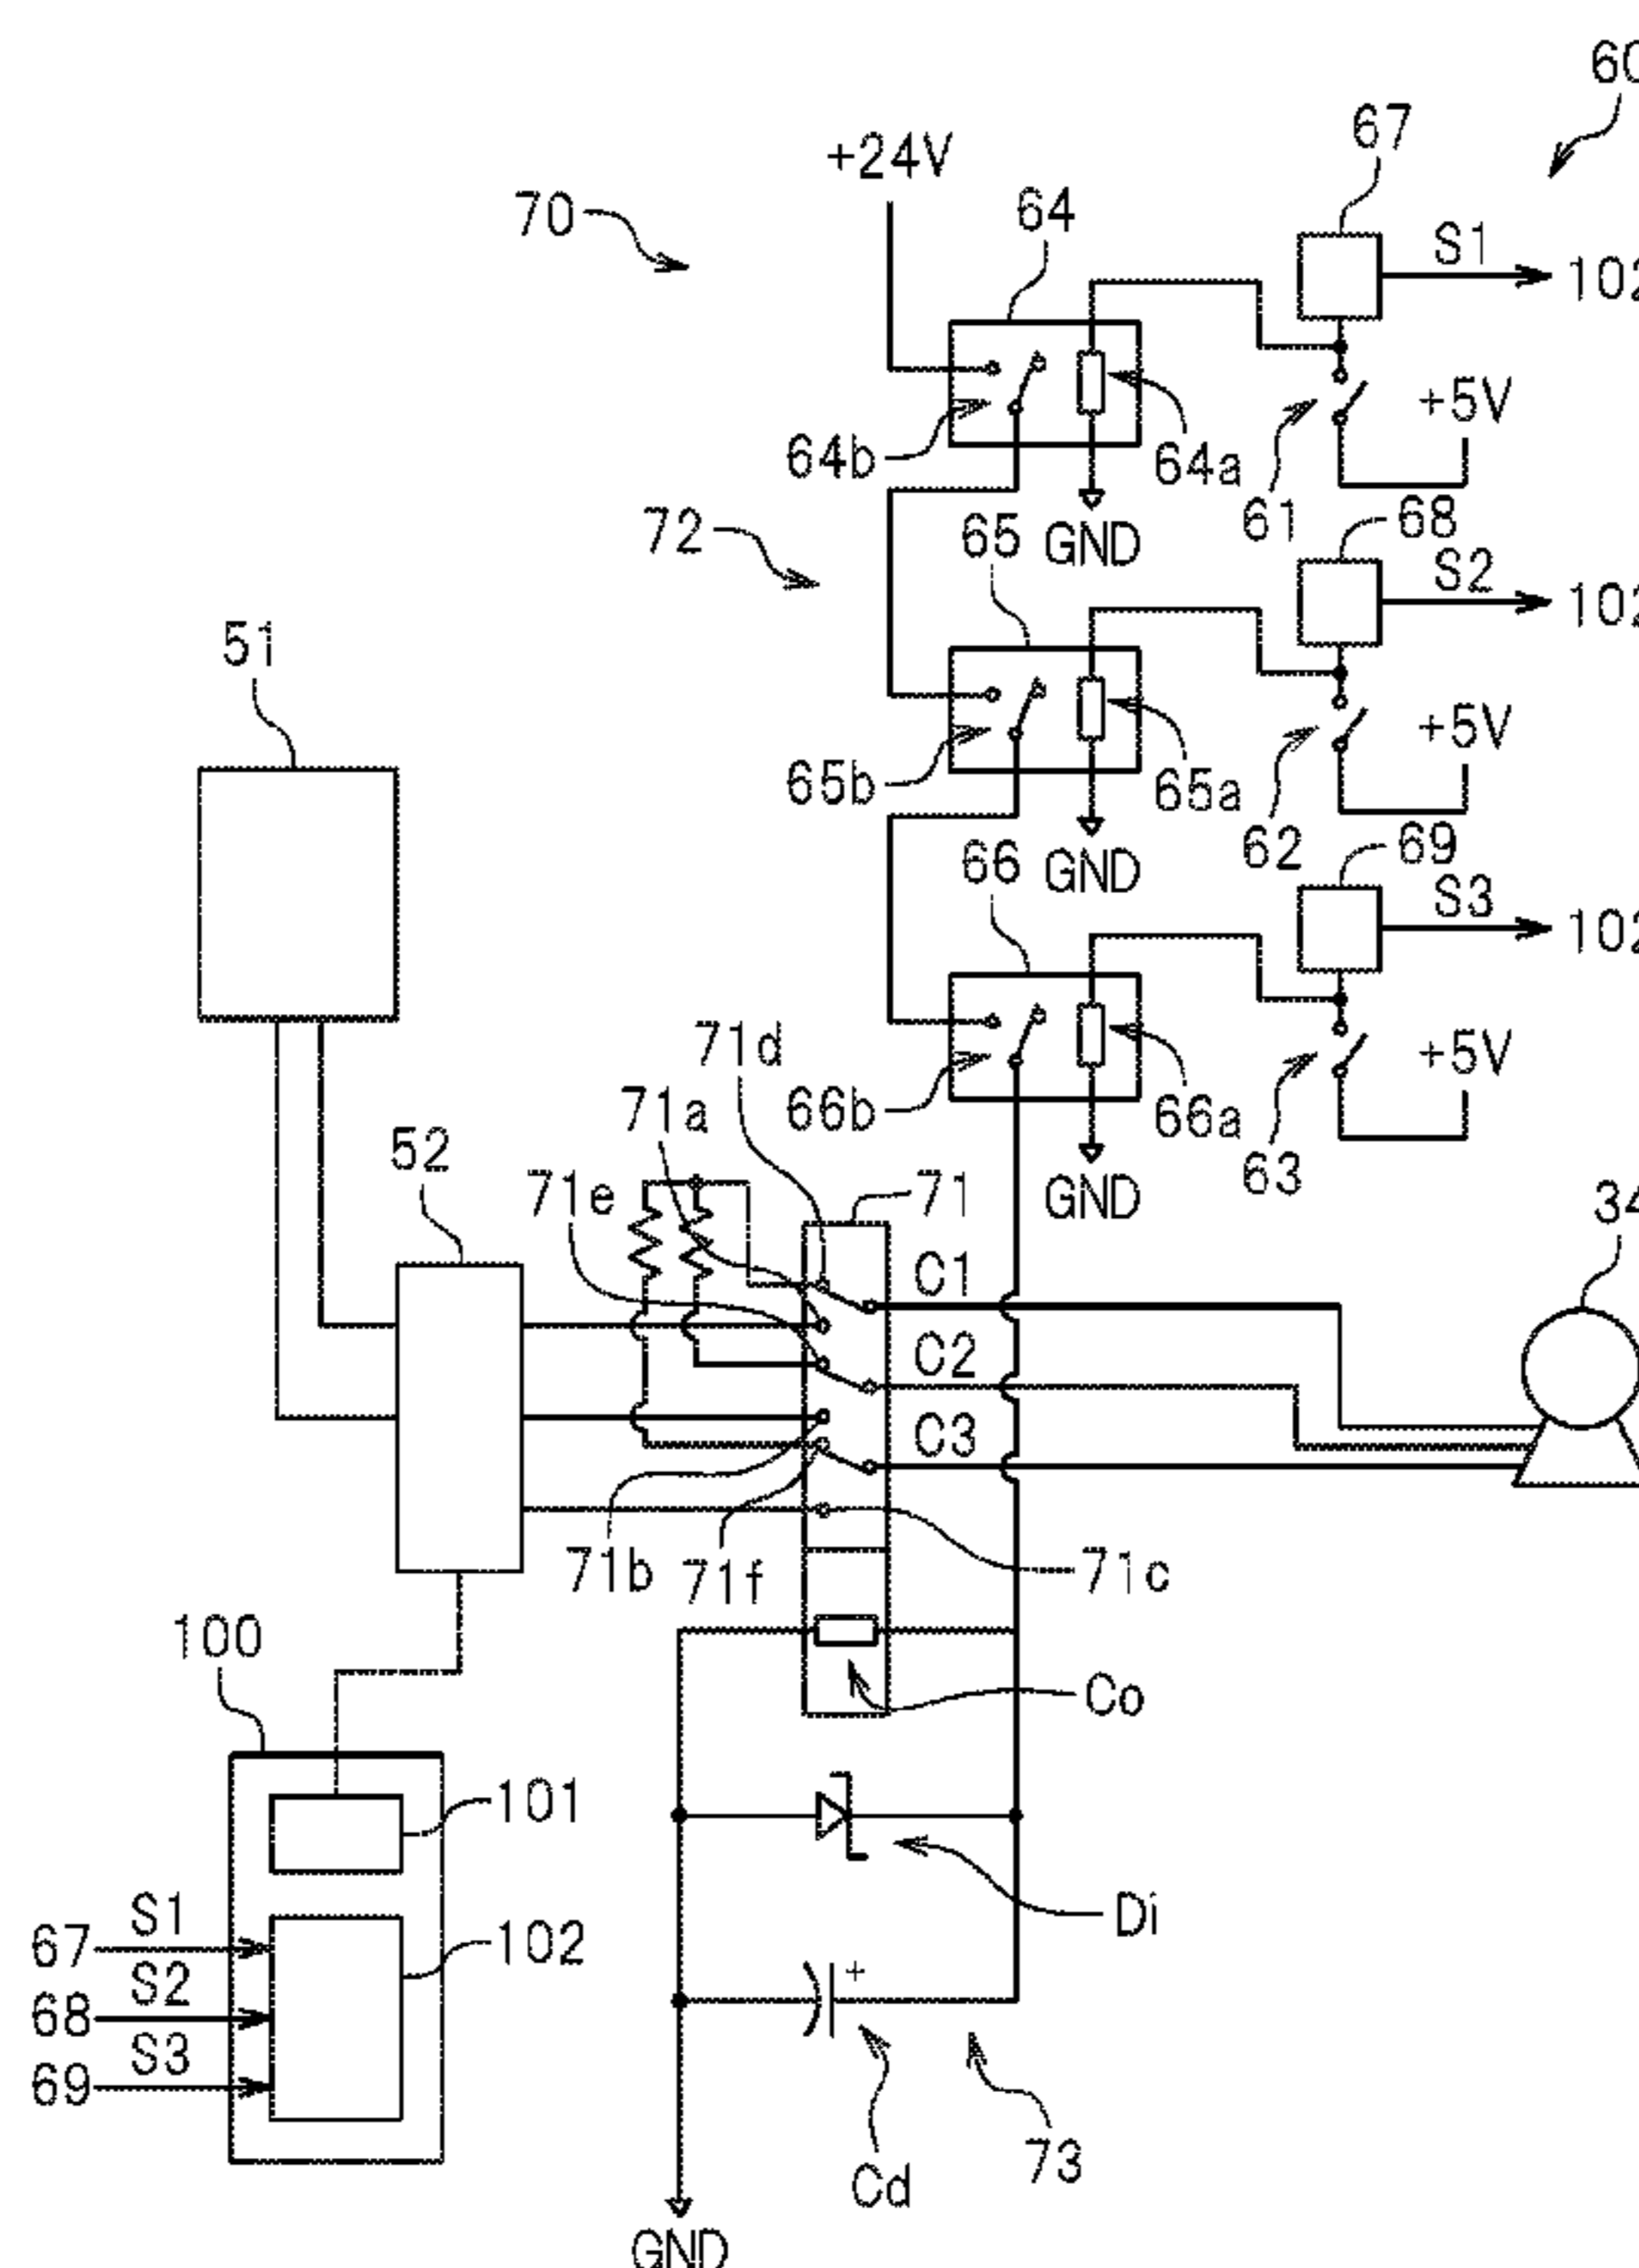 60
67
+24V
70
64
S1
102
64b
64a
61
+5V
GND
72
65
68
S2
102
51
65b
65a
62
+5V
GND
66
69
S3
102
71d
71a
66b
66a
63
+5V
52
71e
71
GND
34
C1
C2
C3
71b
71f
71c
100
Co
101
Di
S1
67
102
S2
68
S3
69
+
Cd
73
GND